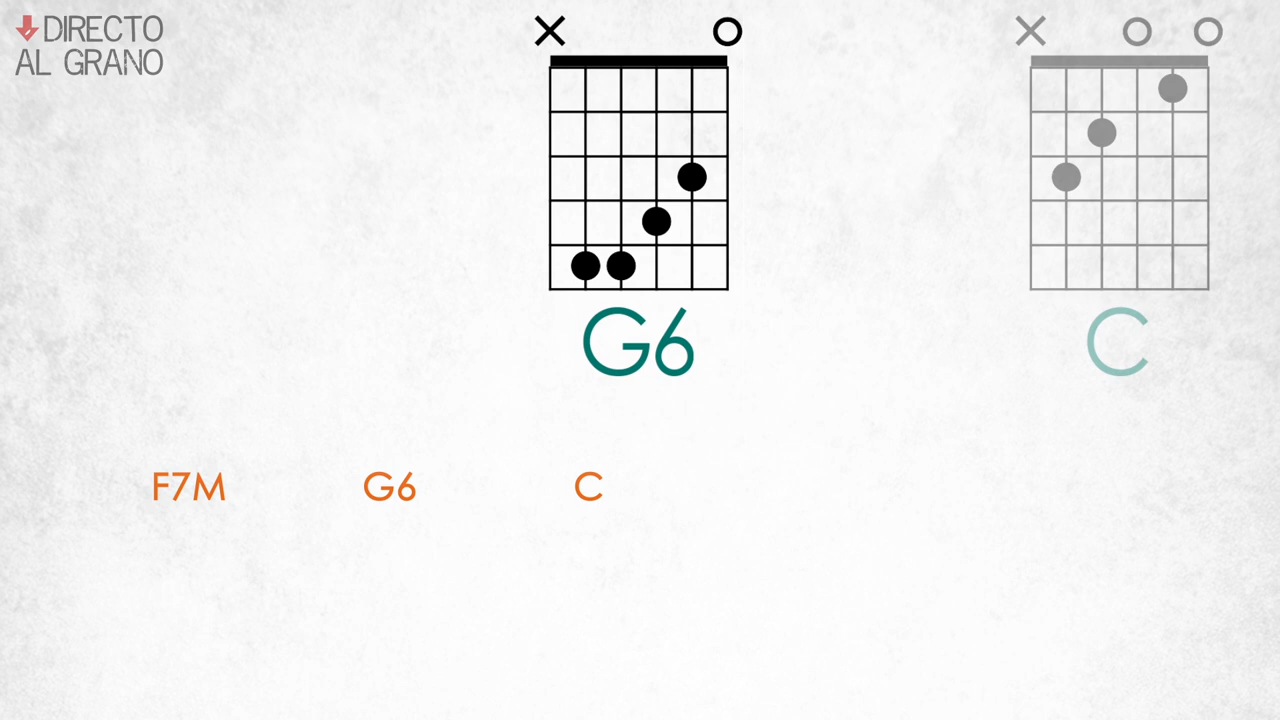 DIRECTO
AL GRANO
G6
C
F7M G6 C